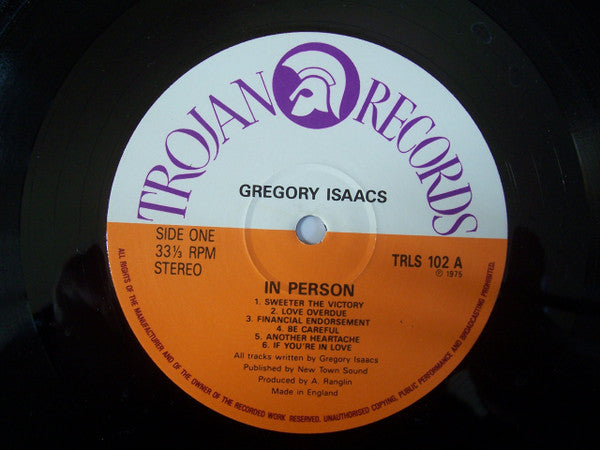 TROJAN RECORDS
GREGORY ISAACS
SIDE ONE
33⅓ RPM
STEREO
TRLS 102 A
℗ 1975
IN PERSON
1. SWEETER THE VICTORY
2. LOVE OVERDUE
3. FINANCIAL ENDORSEMENT
4. BE CAREFUL
5. ANOTHER HEARTACHE
6. IF YOU'RE IN LOVE
All tracks written by Gregory Isaacs
Published by New Town Sound
Produced by A. Ranglin
Made in England
ALL RIGHTS OF THE MANUFACTURER AND OF THE OWNER OF THE RECORDED WORK RESERVED. UNAUTHORISED COPYING, PUBLIC PERFORMANCE AND BROADCASTING PROHIBITED.